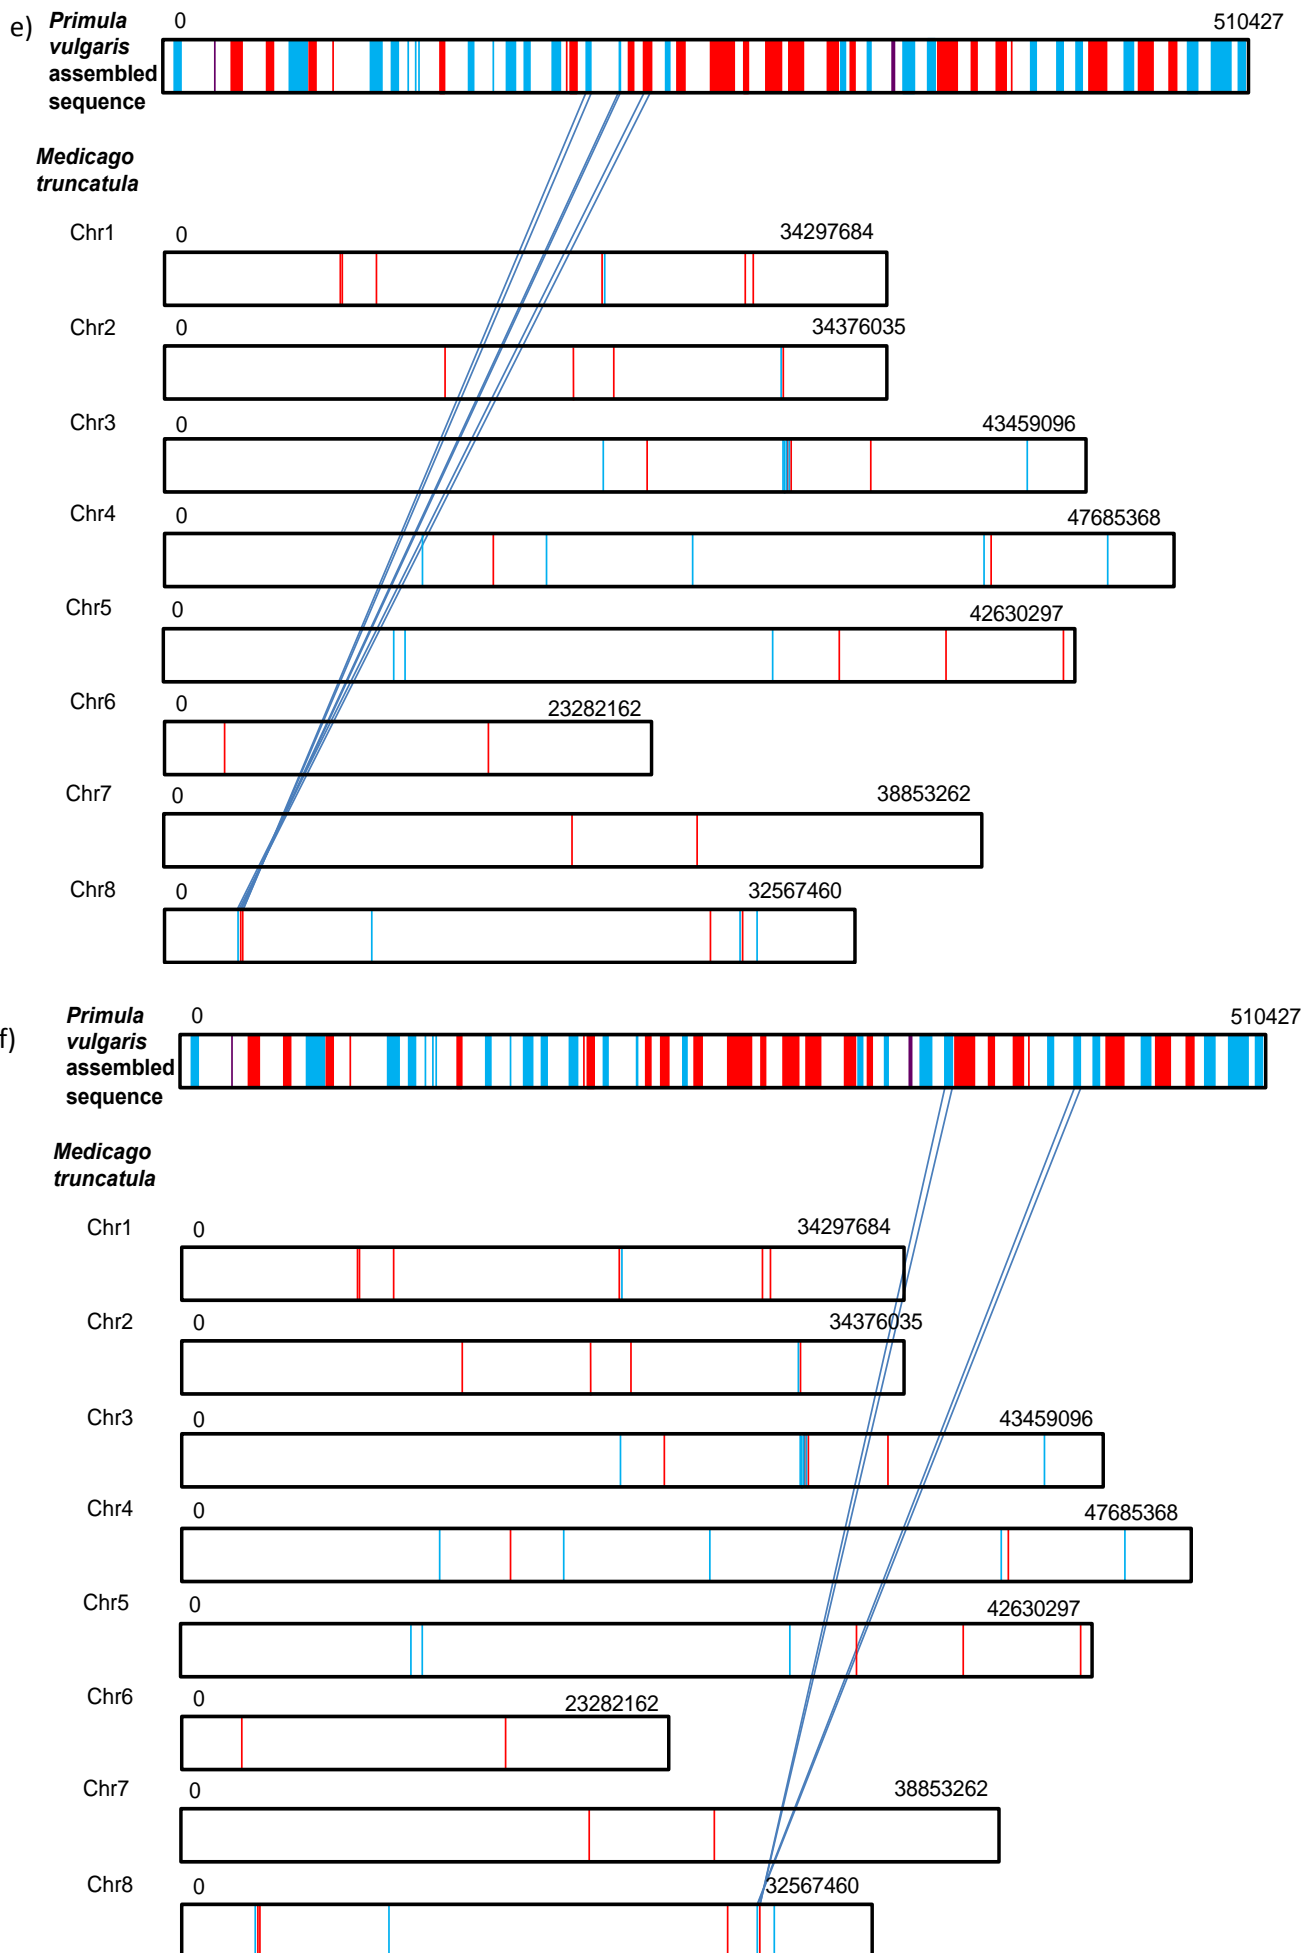 e)
Primula
vulgaris
assembled
sequence
0
510427
Medicago
truncatula
Chr1
0
34297684
Chr2
0
34376035
Chr3
0
43459096
Chr4
0
47685368
Chr5
0
42630297
Chr6
0
23282162
Chr7
0
38853262
Chr8
0
32567460
f)
Primula
vulgaris
assembled
sequence
0
510427
Medicago
truncatula
Chr1
0
34297684
Chr2
0
34376035
Chr3
0
43459096
Chr4
0
47685368
Chr5
0
42630297
Chr6
0
23282162
Chr7
0
38853262
Chr8
0
32567460